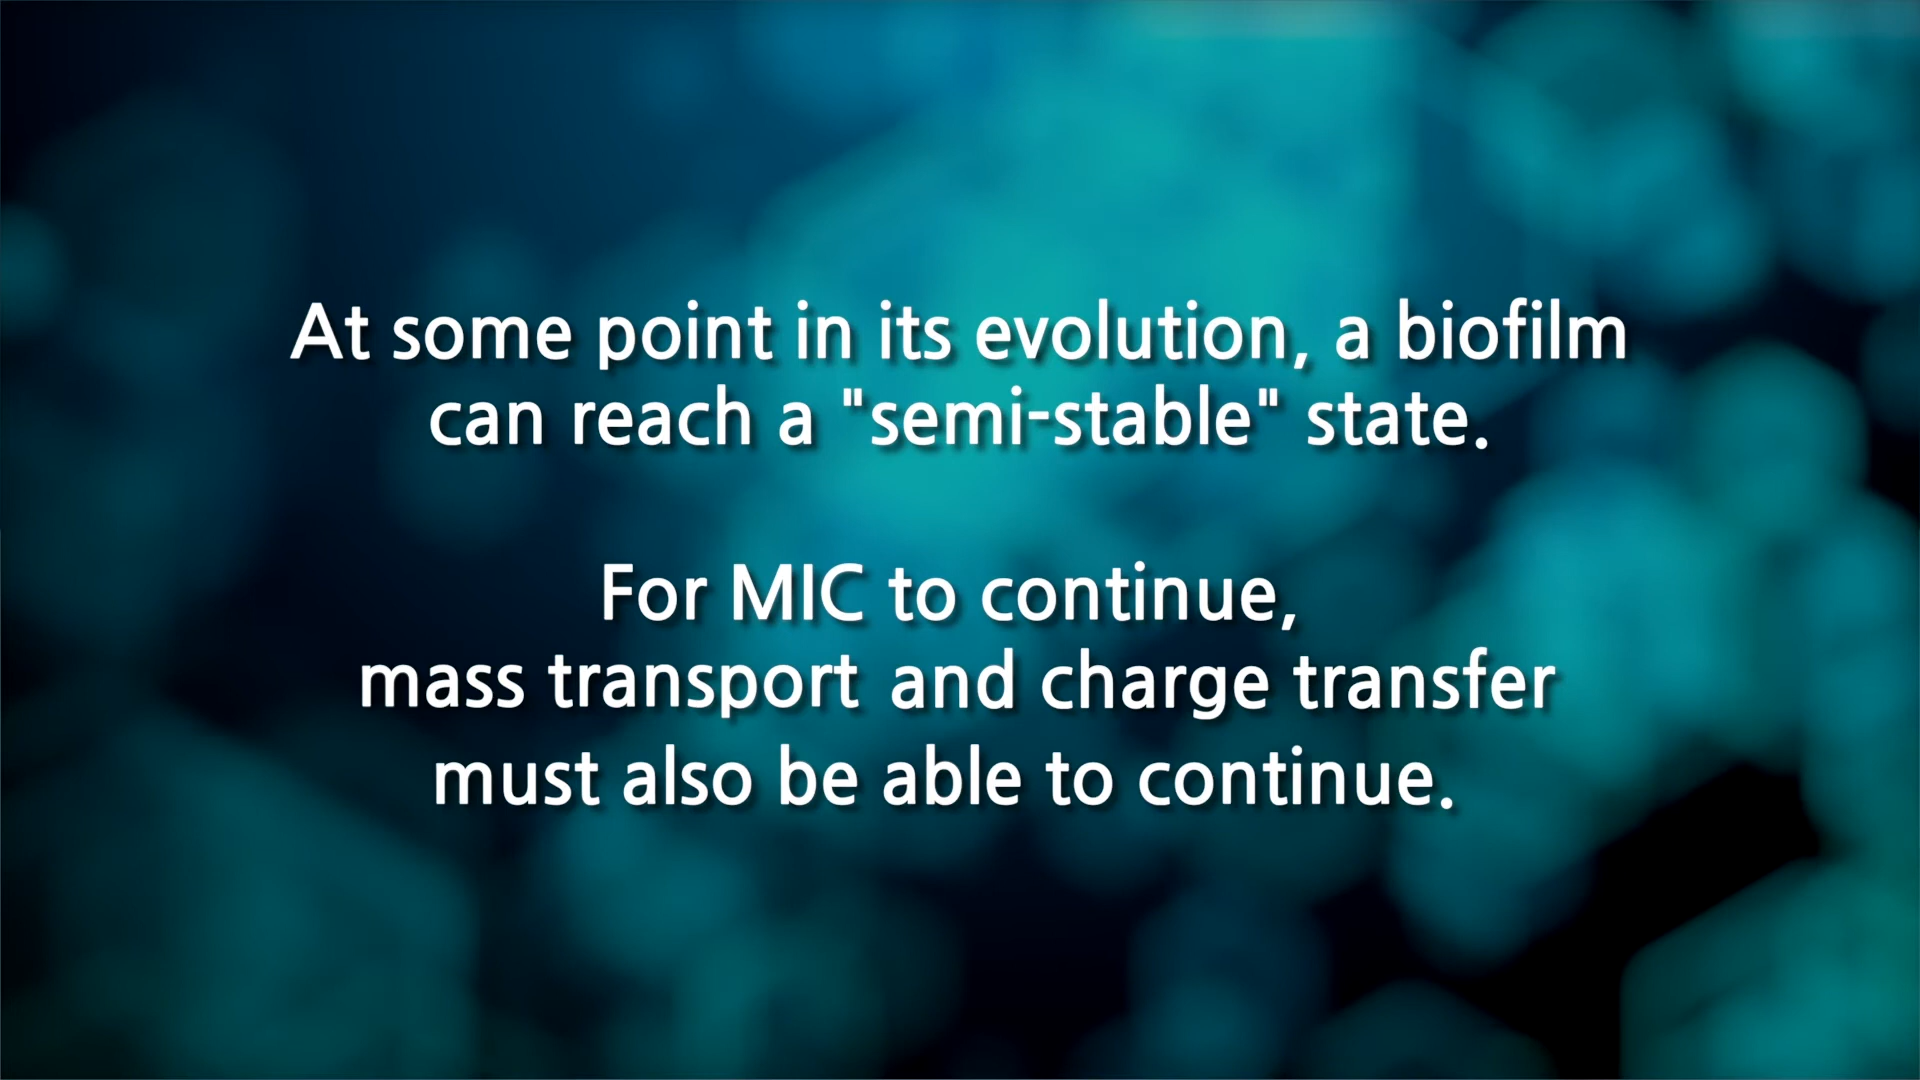 At some point in its evolution, a biofilm
can reach a "semi-stable" state.
For MIC to continue,
mass transport and charge transfer
must also be able to continue.